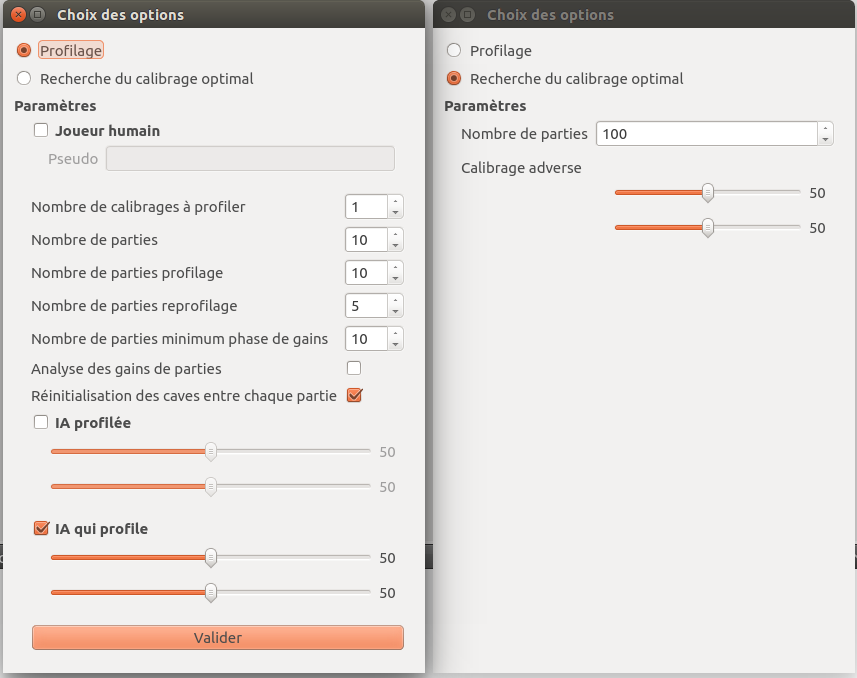 Choix des options
Profilage
Recherche du calibrage optimal
Paramètres
Joueur humain
Pseudo
Nombre de calibrages à profiler 1
Nombre de parties 10
Nombre de parties profilage 10
Nombre de parties reprofilage 5
Nombre de parties minimum phase de gains 10
Analyse des gains de parties
Réinitialisation des caves entre chaque partie
IA profilée
50
50
IA qui profile
50
50
Valider
Choix des options
Profilage
Recherche du calibrage optimal
Paramètres
Nombre de parties 100
Calibrage adverse
50
50